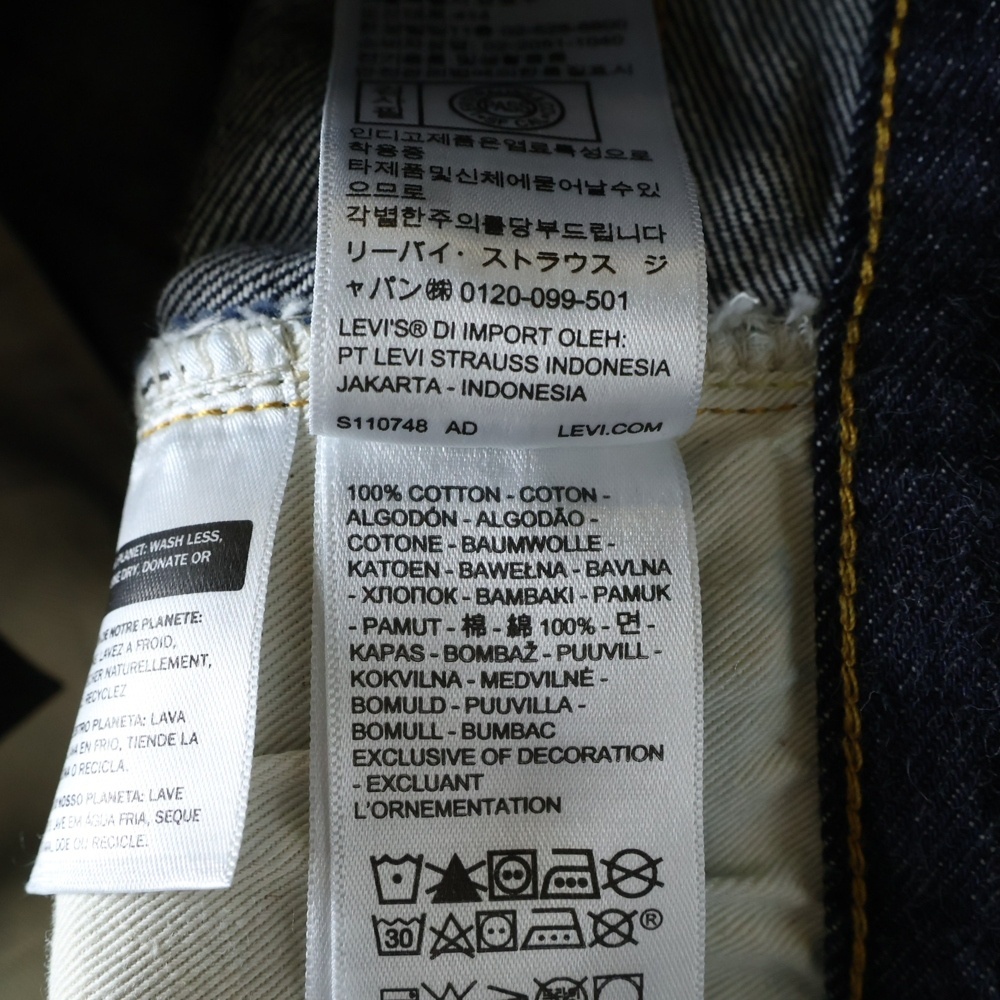 인디고제품은염료특성으로
착용중
타제품및신체에물어날수있
으므로
각별한주의를당부드립니다
リーバイ・ストラウス ジ
ャパン㈱ 0120-099-501
LEVI'S® DI IMPORT OLEH:
PT LEVI STRAUSS INDONESIA
JAKARTA - INDONESIA
S110748 AD LEVI.COM
100% COTTON - COTON -
ALGODÓN - ALGODÃO -
COTONE - BAUMWOLLE -
KATOEN - BAWEŁNA - BAVLNA
- ХЛОПОК - BAMBAKI - PAMUK
- PAMUT - 棉 - 綿 100% - 면 -
KAPAS - BOMBAŽ - PUUVILL -
KOKVILNA - MEDVILNĖ -
BOMULD - PUUVILLA -
BOMULL - BUMBAC
EXCLUSIVE OF DECORATION
- EXCLUANT
L'ORNEMENTATION
30
®
PLANET: WASH LESS,
DRY, DONATE OR
DE NOTRE PLANETE:
LAVEZ A FROID,
NATURELLEMENT,
RECYCLEZ
PLANETA: LAVA
EN FRIO, TIENDE LA
O RECICLA.
NOSSO PLANETA: LAVE
EM ÁGUA FRIA, SEQUE
OU RECICLE.